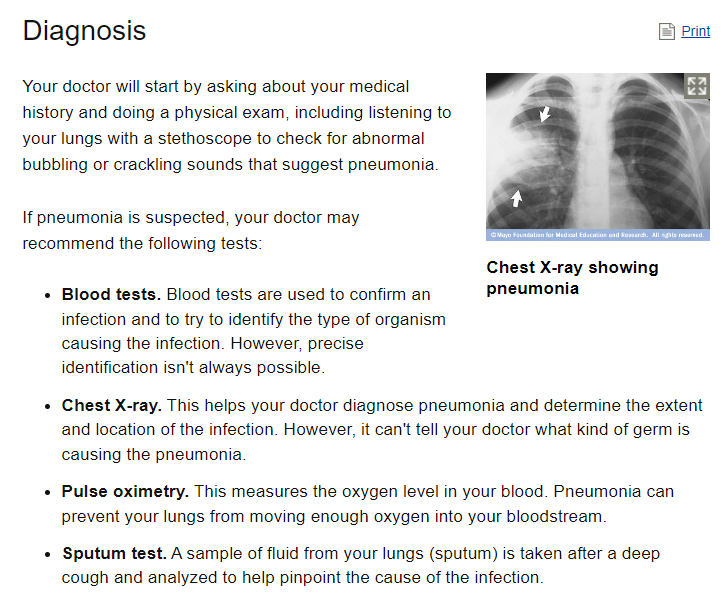 Diagnosis
Print
Your doctor will start by asking about your medical
history and doing a physical exam, including listening to
your lungs with a stethoscope to check for abnormal
bubbling or crackling sounds that suggest pneumonia.
©Mayo Foundation for Medical Education and Research. All rights reserved.
Chest X-ray showing
pneumonia
If pneumonia is suspected, your doctor may
recommend the following tests:
• Blood tests. Blood tests are used to confirm an
infection and to try to identify the type of organism
causing the infection. However, precise
identification isn't always possible.
• Chest X-ray. This helps your doctor diagnose pneumonia and determine the extent
and location of the infection. However, it can't tell your doctor what kind of germ is
causing the pneumonia.
• Pulse oximetry. This measures the oxygen level in your blood. Pneumonia can
prevent your lungs from moving enough oxygen into your bloodstream.
• Sputum test. A sample of fluid from your lungs (sputum) is taken after a deep
cough and analyzed to help pinpoint the cause of the infection.